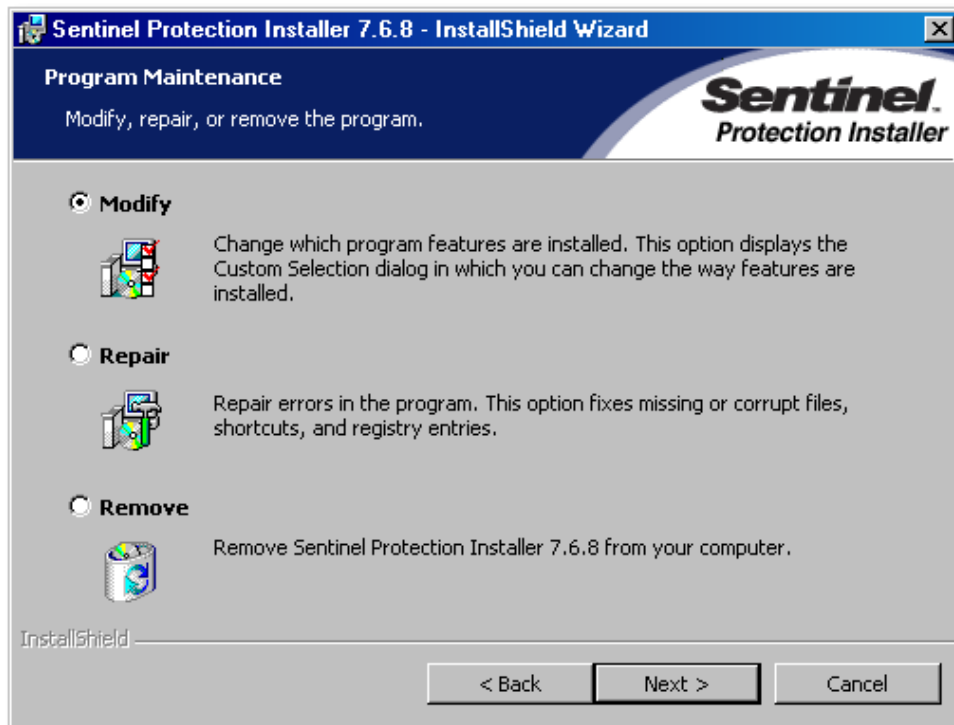 Sentinel Protection Installer 7.6.8 - InstallShield Wizard
Program Maintenance
Modify, repair, or remove the program.
Sentinel.
Protection Installer
Modify
Change which program features are installed. This option displays the
Custom Selection dialog in which you can change the way features are
installed.
Repair
Repair errors in the program. This option fixes missing or corrupt files,
shortcuts, and registry entries.
Remove
Remove Sentinel Protection Installer 7.6.8 from your computer.
InstallShield
< Back
Next >
Cancel